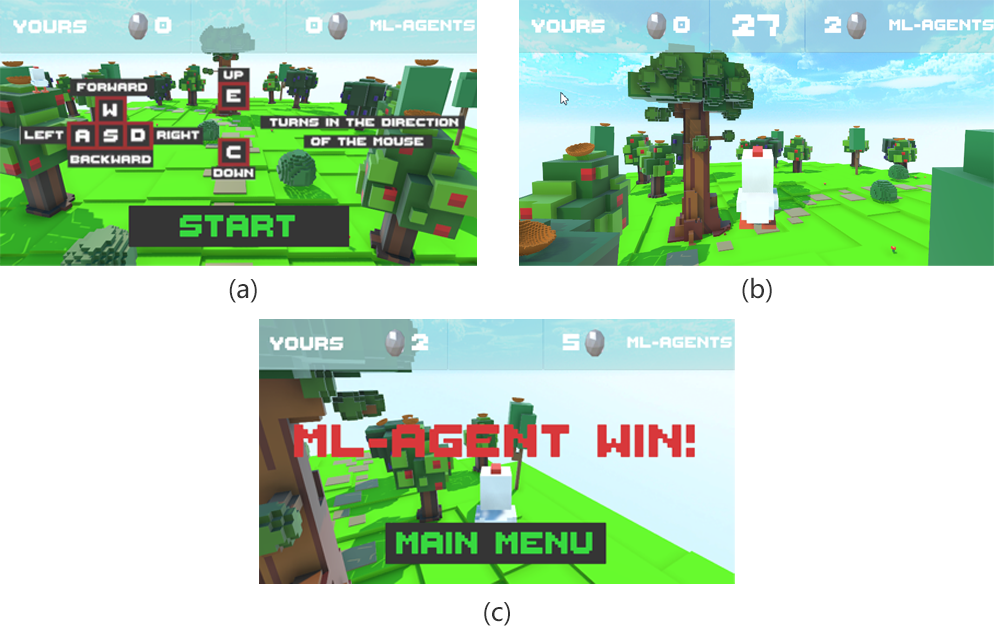 YOURS 0 0 ML-AGENTS
FORWARD
W
LEFT A S D RIGHT
BACKWARD
UP
E
C
DOWN
TURNS IN THE DIRECTION
OF THE MOUSE
START
(a)
YOURS 0 27 2 ML-AGENTS
(b)
YOURS 2 5 ML-AGENTS
ML-AGENT WIN!
MAIN MENU
(c)